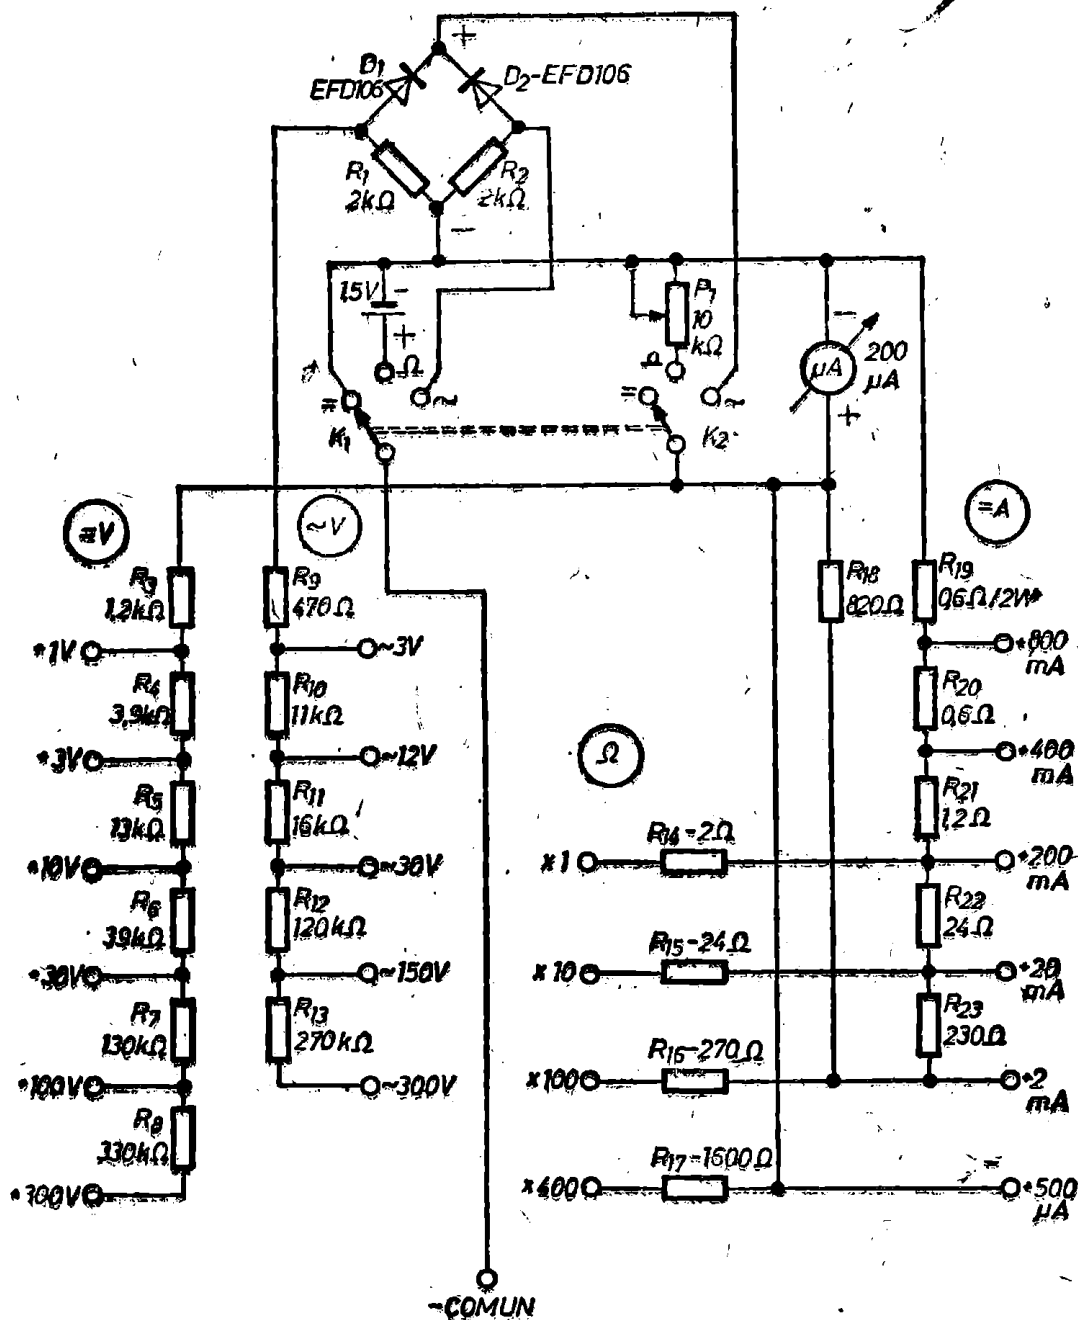 +
D1
EFD106
D2-EFD106
R1
2kΩ
R2
2kΩ
−
1,5V
−
+
Ω
=
~
K1
P1
10
kΩ
Ω
=
~
K2
−
μA
200
μA
+
=V
~V
=A
R3
1,2kΩ
+1V
R4
3,9kΩ
+3V
R5
13kΩ
+10V
R6
39kΩ
+30V
R7
130kΩ
+100V
R8
330kΩ
+300V
R9
470Ω
~3V
R10
11kΩ
~12V
R11
16kΩ
~30V
R12
120kΩ
~150V
R13
270kΩ
~300V
Ω
R14-2Ω
x1
R15-24Ω
x10
R16-270Ω
x100
R17-1600Ω
x400
R18
820Ω
R19
0,6Ω/2W*
+800
mA
R20
0,6Ω
+400
mA
R21
1,2Ω
+200
mA
R22
24Ω
+20
mA
R23
230Ω
+2
mA
=
+500
μA
-COMUN